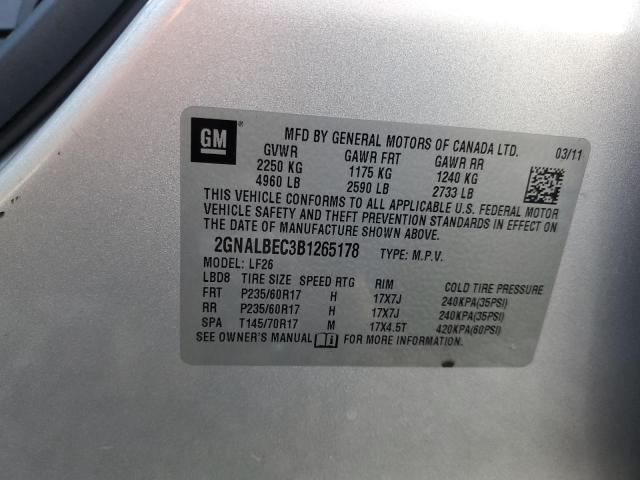 GM ® MFD BY GENERAL MOTORS OF CANADA LTD. 03/11
GVWR GAWR FRT GAWR RR
2250 KG 1175 KG 1240 KG
4960 LB 2590 LB 2733 LB
THIS VEHICLE CONFORMS TO ALL APPLICABLE U.S. FEDERAL MOTOR
VEHICLE SAFETY AND THEFT PREVENTION STANDARDS IN EFFECT ON
THE DATE OF MANUFACTURE SHOWN ABOVE.
2GNALBEC3B1265178 TYPE: M.P.V.
MODEL: LF26
LBD8 TIRE SIZE SPEED RTG RIM COLD TIRE PRESSURE
FRT P235/60R17 H 17X7J 240KPA(35PSI)
RR P235/60R17 H 17X7J 240KPA(35PSI)
SPA T145/70R17 M 17X4.5T 420KPA(60PSI)
SEE OWNER'S MANUAL FOR MORE INFORMATION.